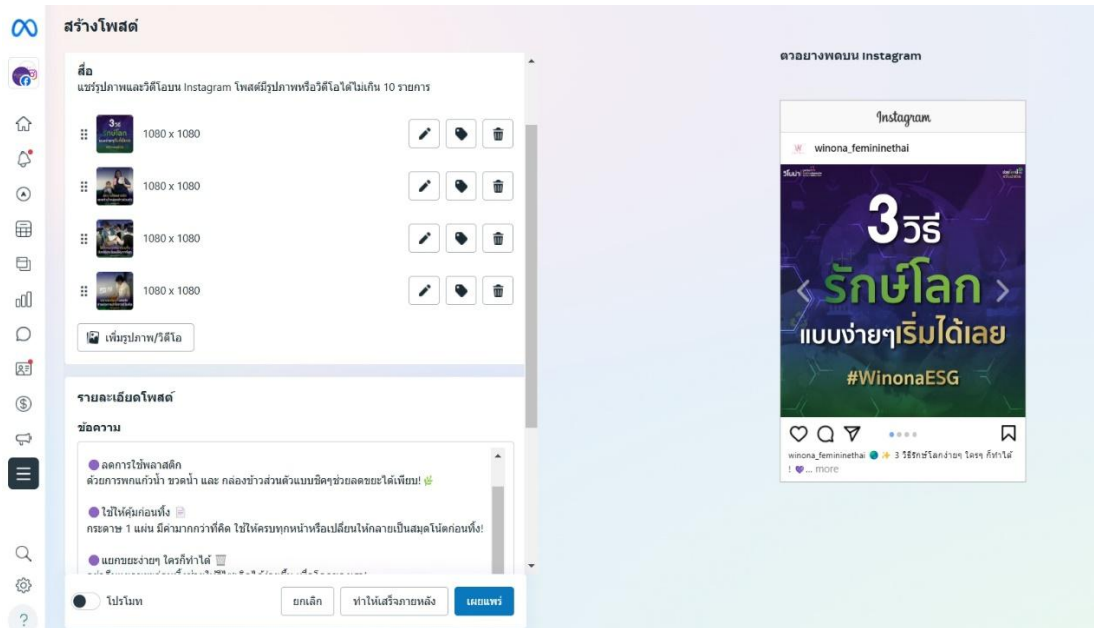 สร้างโพสต์
สื่อ
แชร์รูปภาพและวิดีโอบน Instagram โพสต์มีรูปภาพหรือวิดีโอได้ไม่เกิน 10 รายการ
1080 x 1080
1080 x 1080
1080 x 1080
1080 x 1080
เพิ่มรูปภาพ/วิดีโอ
รายละเอียดโพสต์
ข้อความ
ลดการใช้พลาสติก
ด้วยการพกแก้วน้ำ ขวดน้ำ และ กล่องข้าวส่วนตัวแบบชิคๆช่วยลดขยะได้เพียบ!
ใช้ให้คุ้มก่อนทิ้ง
กระดาษ 1 แผ่น มีค่ามากกว่าที่คิด ใช้ให้ครบทุกหน้าหรือเปลี่ยนให้กลายเป็นสมุดโน้ตก่อนทิ้ง!
แยกขยะง่ายๆ ใครก็ทำได้
โปรโมท
ยกเลิก
ทำให้เสร็จภายหลัง
เผยแพร่
ตัวอย่างฟีดบน Instagram
Instagram
winona_femininethai
วิโนน่า
3 วิธี
รักษ์โลก
แบบง่ายๆเริ่มได้เลย
#WinonaESG
winona_femininethai 3 วิธีรักษ์โลกง่ายๆ ใครๆ ก็ทำได้
! ... more